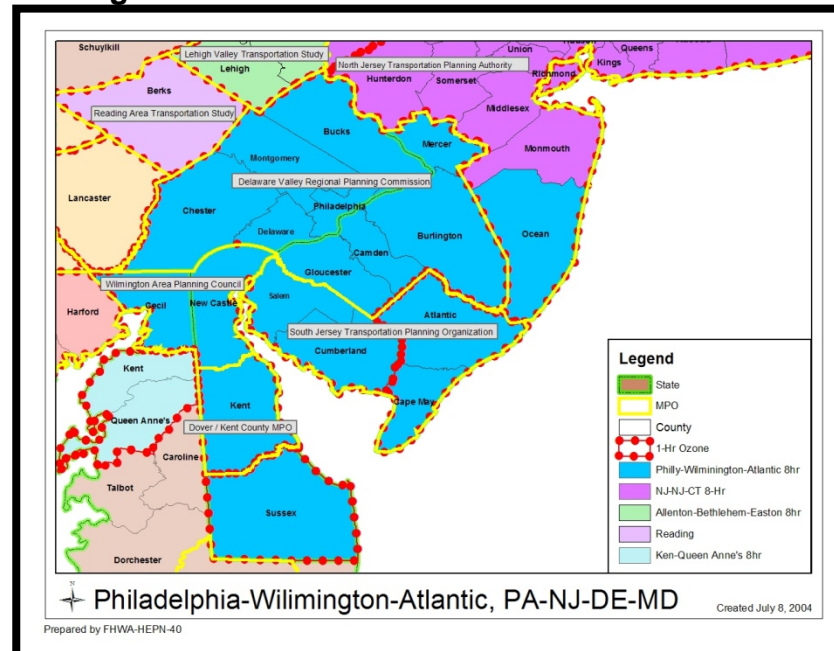 Schuylkill
Lehigh Valley Transportation Study
Lehigh
North Jersey Transportation Planning Authority
Hunterdon
Somerset
Union
Richmond
Kings
Queens
Berks
Reading Area Transportation Study
Middlesex
Bucks
Mercer
Monmouth
Montgomery
Delaware Valley Regional Planning Commission
Lancaster
Chester
Philadelphia
Delaware
Burlington
Ocean
Camden
Gloucester
Wilmington Area Planning Council
Cecil
New Castle
Salem
Harford
Atlantic
South Jersey Transportation Planning Organization
Cumberland
Kent
Cape May
Kent
Queen Anne's
Dover / Kent County MPO
Caroline
Talbot
Sussex
Dorchester
Legend
State
MPO
County
1-Hr Ozone
Philly-Wilminington-Atlantic 8hr
NJ-NJ-CT 8-Hr
Allenton-Bethlehem-Easton 8hr
Reading
Ken-Queen Anne's 8hr
N
Philadelphia-Wilimington-Atlantic, PA-NJ-DE-MD
Created July 8, 2004
Prepared by FHWA-HEPN-40